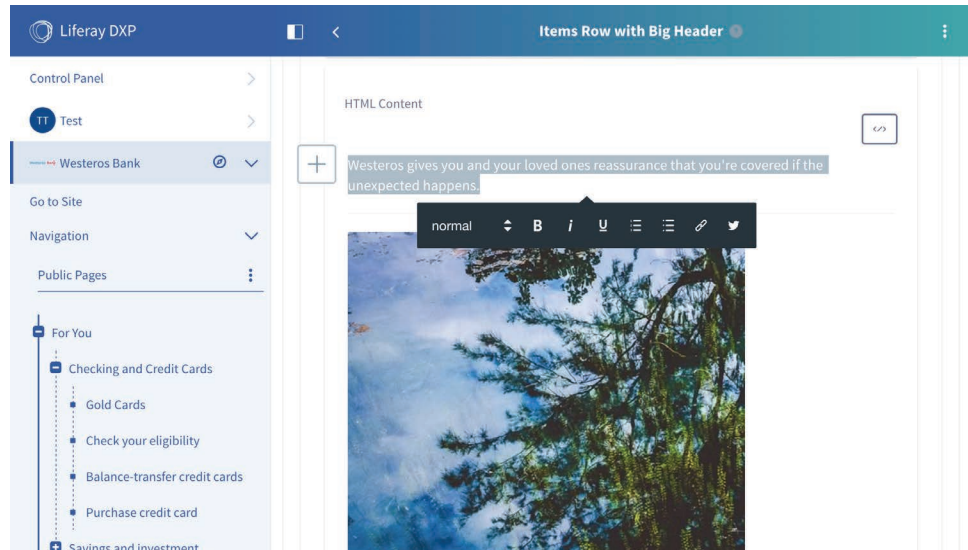 Liferay DXP
Items Row with Big Header
Control Panel
TT Test
Westeros Bank
Go to Site
Navigation
Public Pages
For You
Checking and Credit Cards
Gold Cards
Check your eligibility
Balance-transfer credit cards
Purchase credit card
Savings and investment
HTML Content
</>
Westeros gives you and your loved ones reassurance that you're covered if the
unexpected happens.
normal B i U